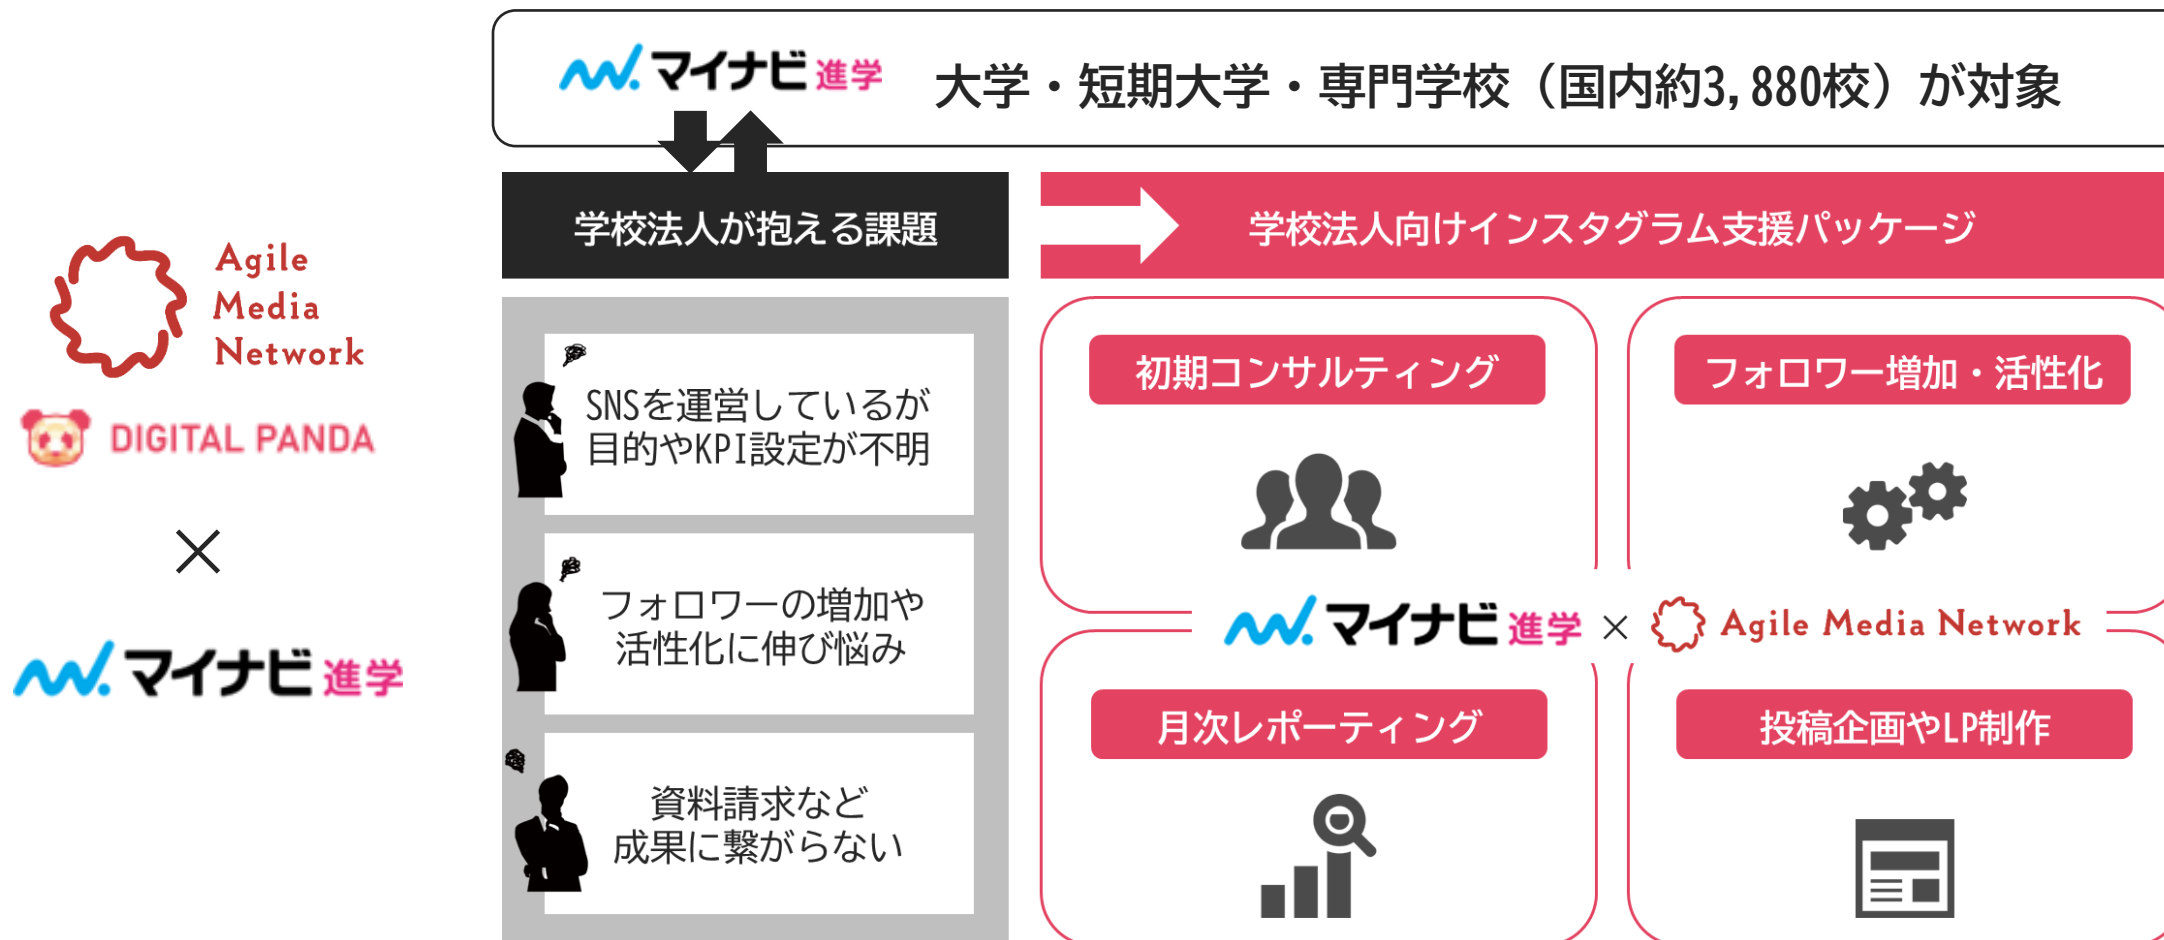 マイナビ進学
大学・短期大学・専門学校（国内約3,880校）が対象
Agile
Media
Network
DIGITAL PANDA
×
マイナビ進学
学校法人が抱える課題
SNSを運営しているが
目的やKPI設定が不明
フォロワーの増加や
活性化に伸び悩み
資料請求など
成果に繋がらない
学校法人向けインスタグラム支援パッケージ
初期コンサルティング
フォロワー増加・活性化
マイナビ進学 × Agile Media Network
月次レポーティング
投稿企画やLP制作